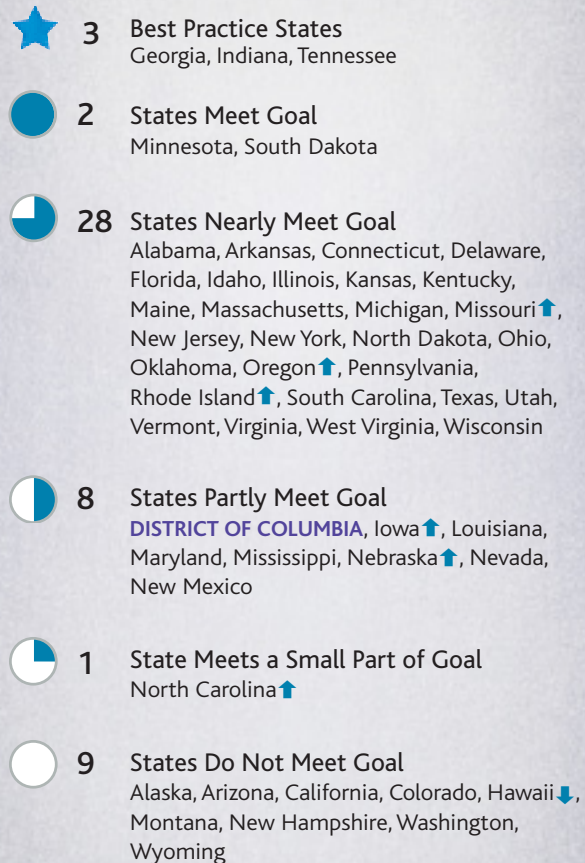 3 Best Practice States
Georgia, Indiana, Tennessee
2 States Meet Goal
Minnesota, South Dakota
28 States Nearly Meet Goal
Alabama, Arkansas, Connecticut, Delaware,
Florida, Idaho, Illinois, Kansas, Kentucky,
Maine, Massachusetts, Michigan, Missouri⬆,
New Jersey, New York, North Dakota, Ohio,
Oklahoma, Oregon⬆, Pennsylvania,
Rhode Island⬆, South Carolina, Texas, Utah,
Vermont, Virginia, West Virginia, Wisconsin
8 States Partly Meet Goal
DISTRICT OF COLUMBIA, Iowa⬆, Louisiana,
Maryland, Mississippi, Nebraska⬆, Nevada,
New Mexico
1 State Meets a Small Part of Goal
North Carolina⬆
9 States Do Not Meet Goal
Alaska, Arizona, California, Colorado, Hawaii⬇,
Montana, New Hampshire, Washington,
Wyoming